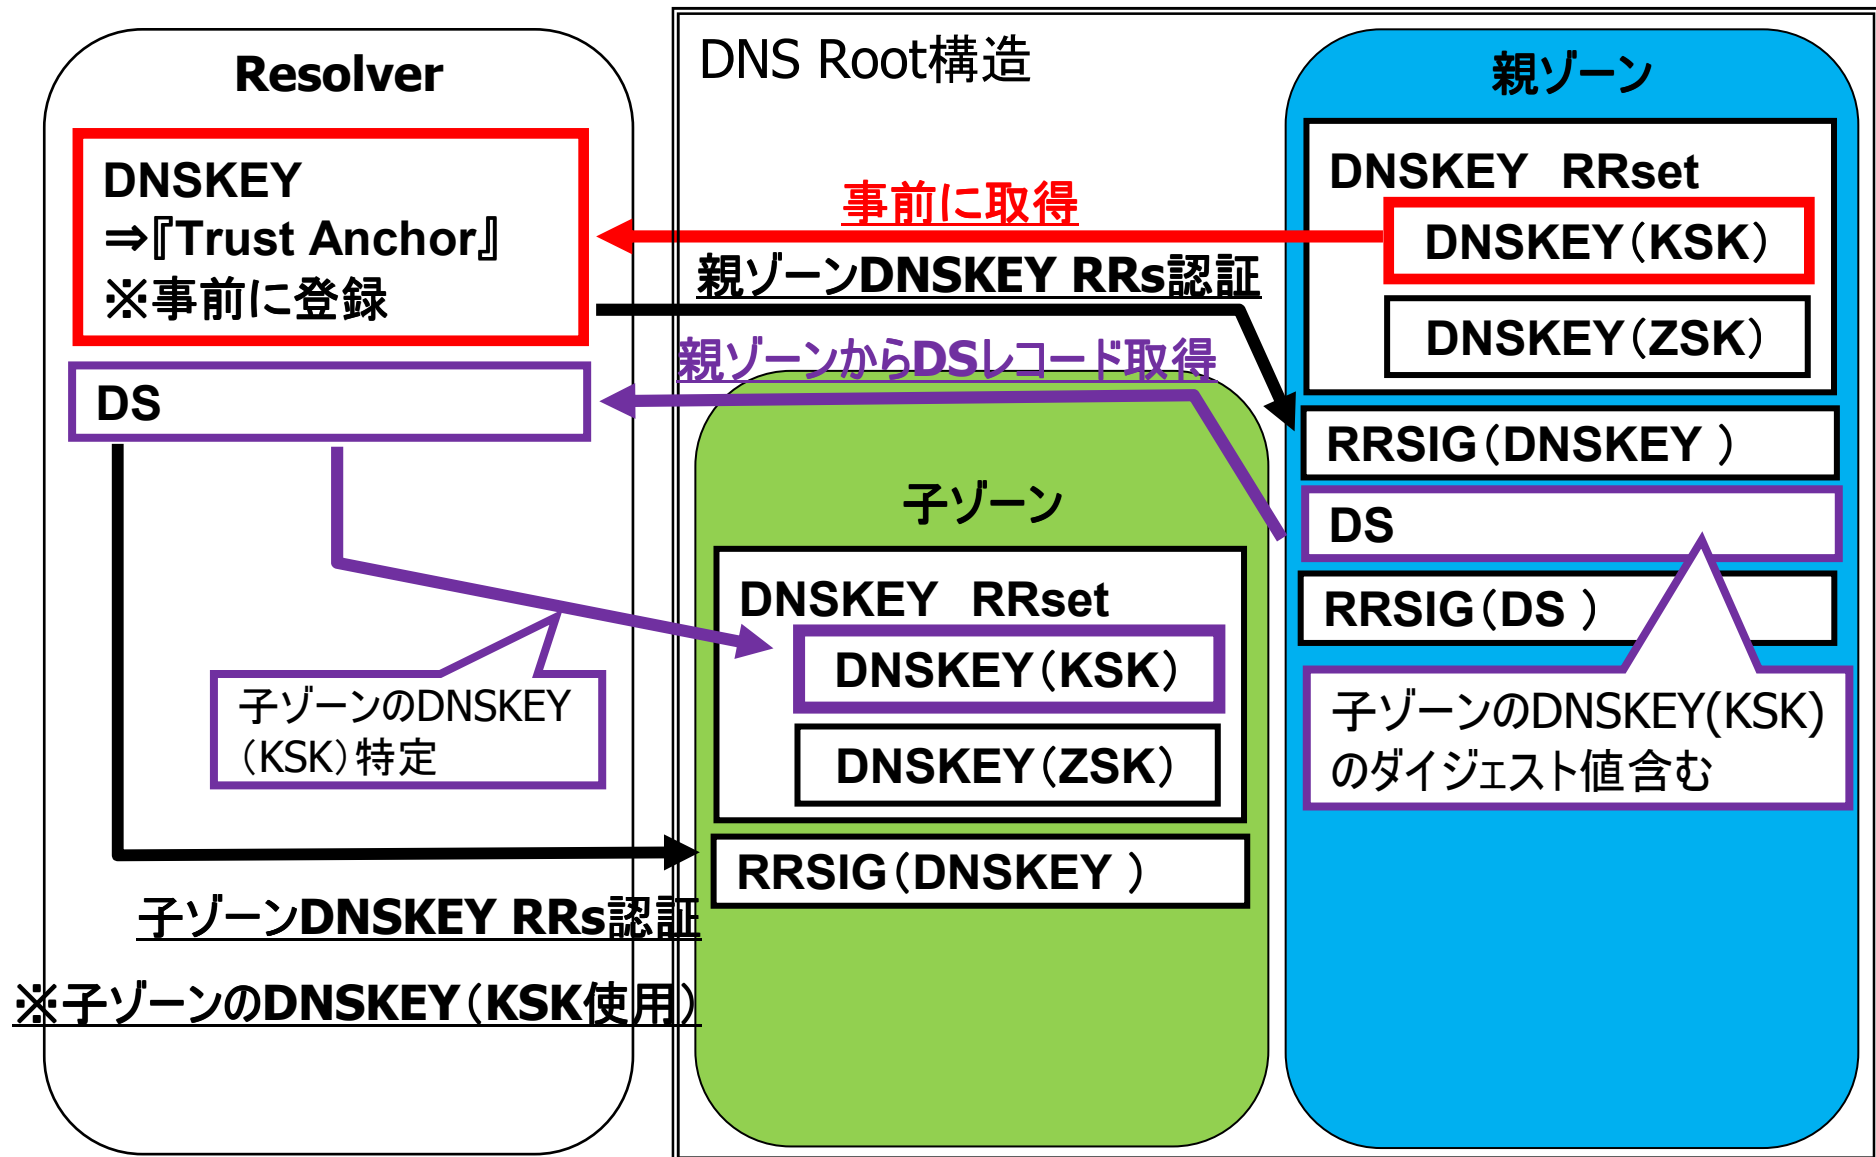 Resolver
DNSKEY
⇒『Trust Anchor』
※事前に登録
DS
子ゾーンのDNSKEY
（KSK）特定
子ゾーンDNSKEY RRs認証
※子ゾーンのDNSKEY（KSK使用）
DNS Root構造
事前に取得
親ゾーンDNSKEY RRs認証
親ゾーンからDSレコード取得
子ゾーン
DNSKEY　RRset
DNSKEY（KSK）
DNSKEY（ZSK）
RRSIG（DNSKEY ）
親ゾーン
DNSKEY　RRset
DNSKEY（KSK）
DNSKEY（ZSK）
RRSIG（DNSKEY ）
DS
RRSIG（DS ）
子ゾーンのDNSKEY(KSK)
のダイジェスト値含む